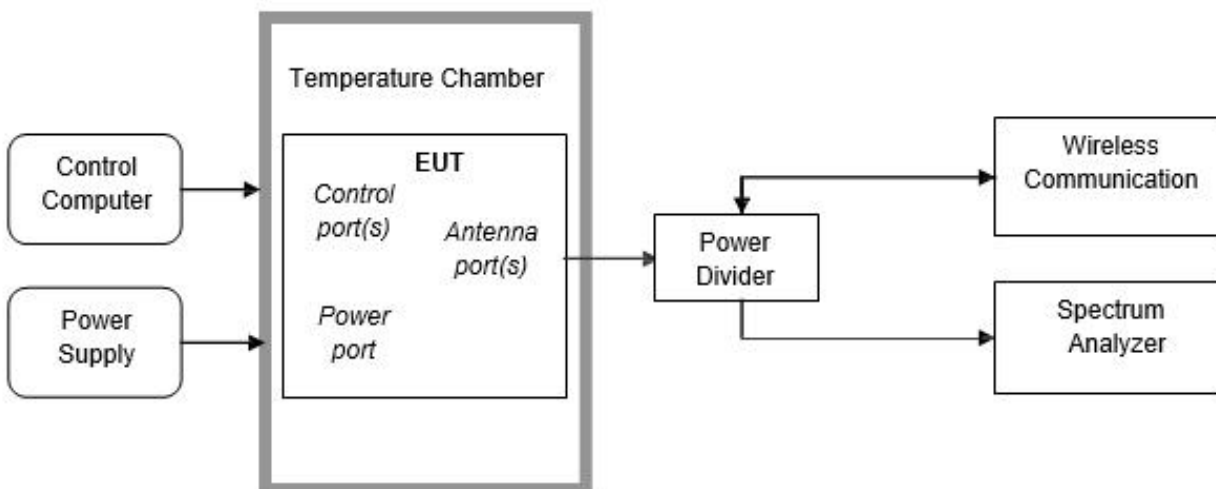 Temperature Chamber
Control
Computer
Power
Supply
EUT
Control
port(s)
Antenna
port(s)
Power
port
Power
Divider
Wireless
Communication
Spectrum
Analyzer